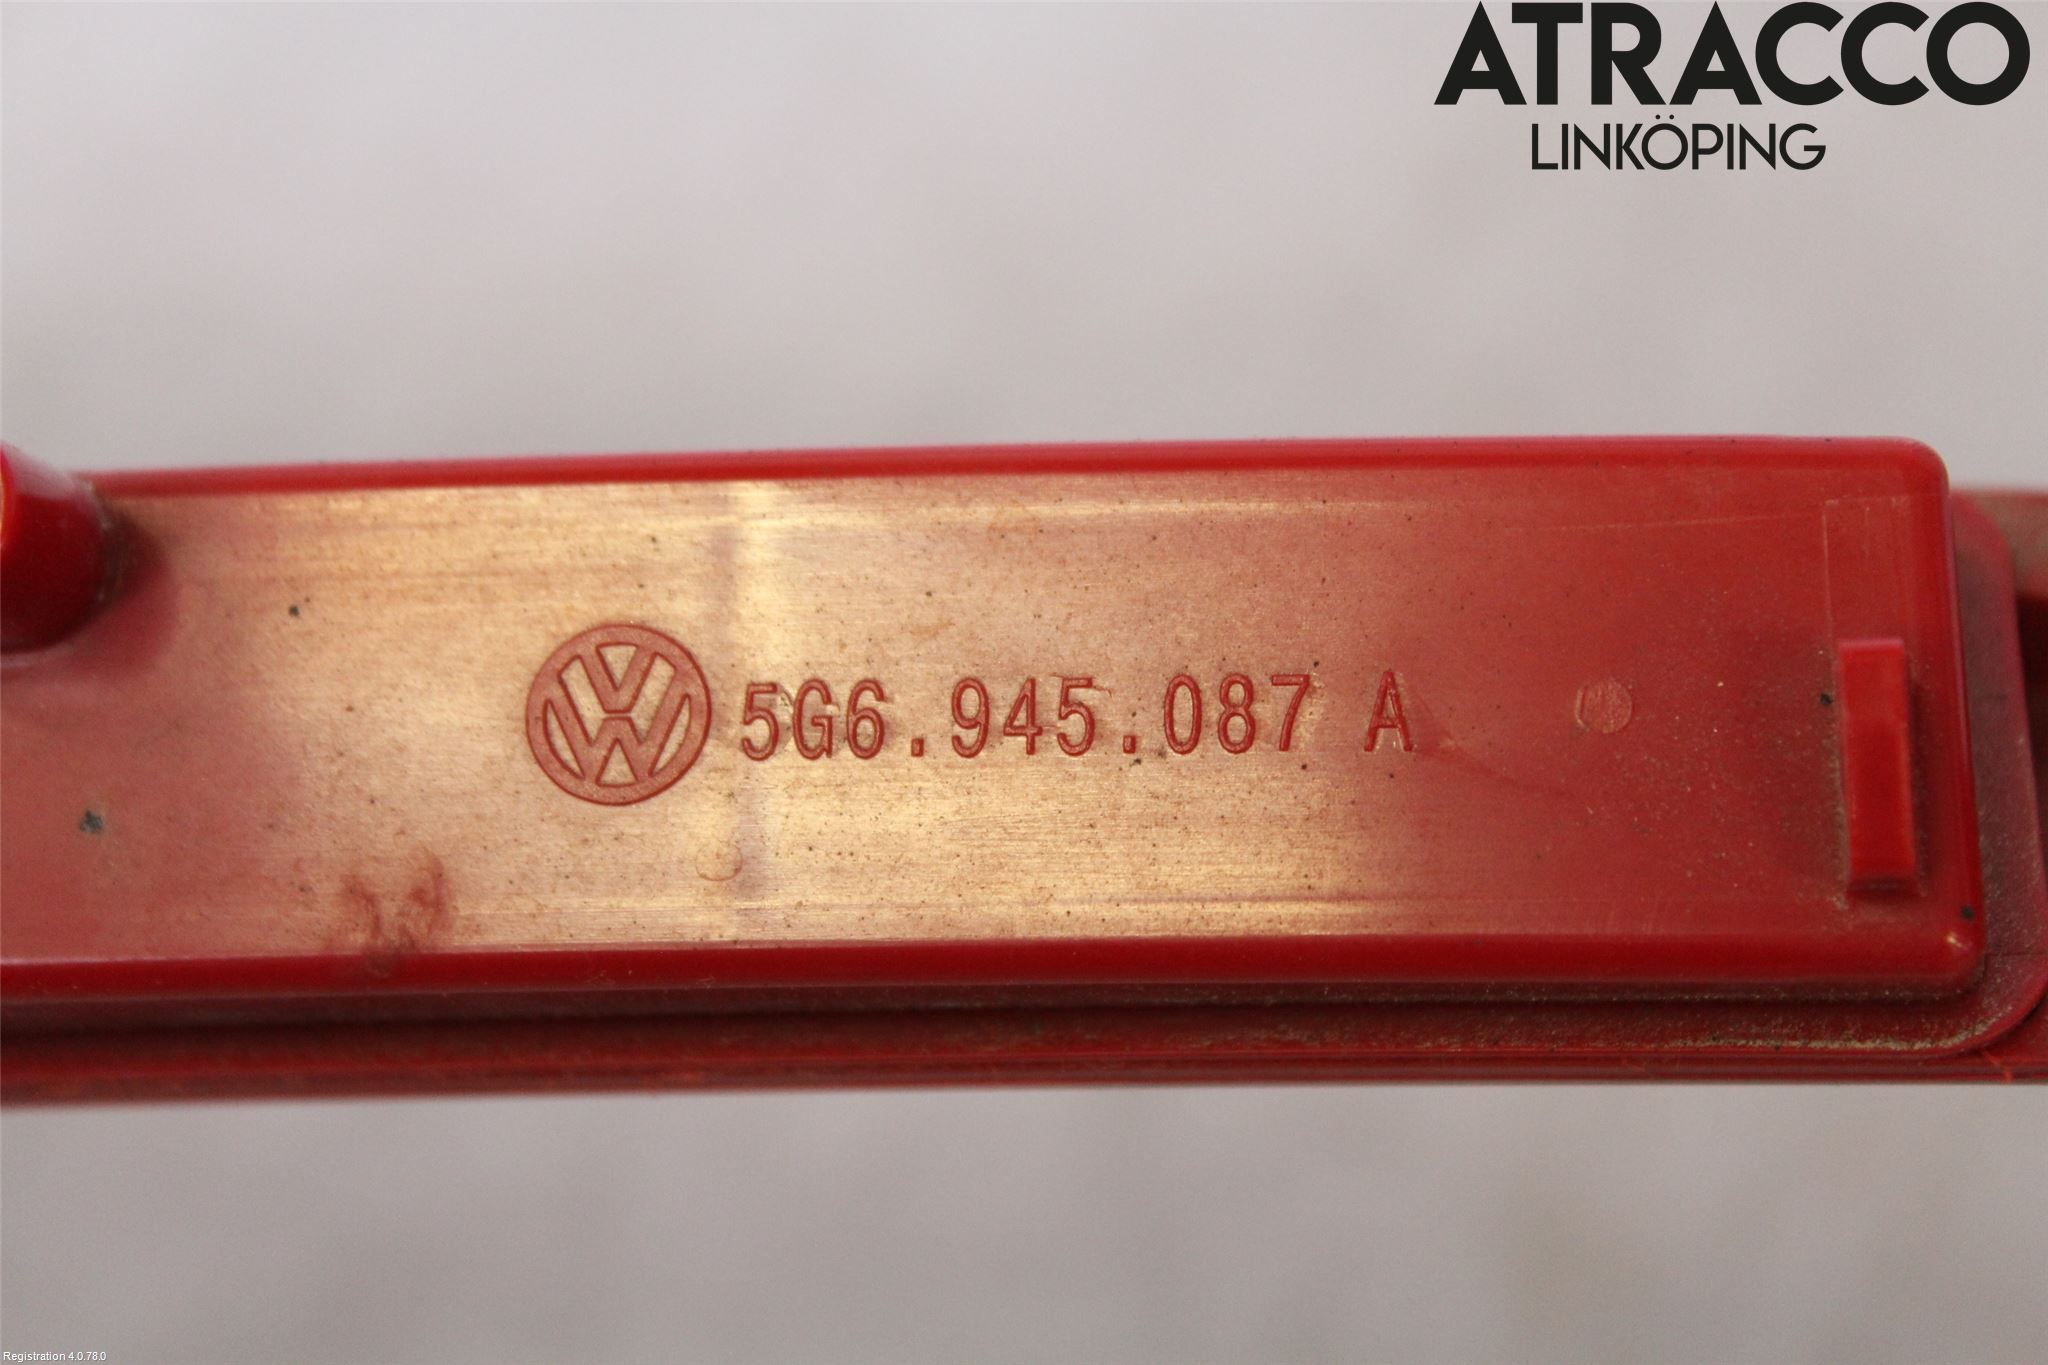 ATRACCO
LINKÖPING
5G6.945.087 A
Registration 4.0.78.0